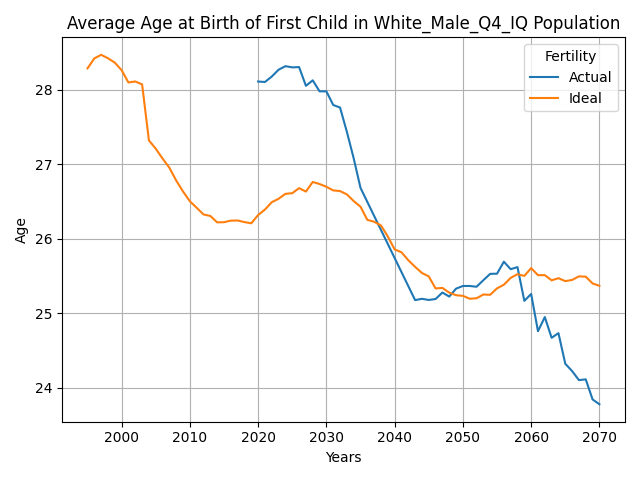 Average Age at Birth of First Child in White_Male_Q4_IQ Population
Fertility
Actual
Ideal
Age
28
27
26
25
24
2000 2010 2020 2030 2040 2050 2060 2070
Years